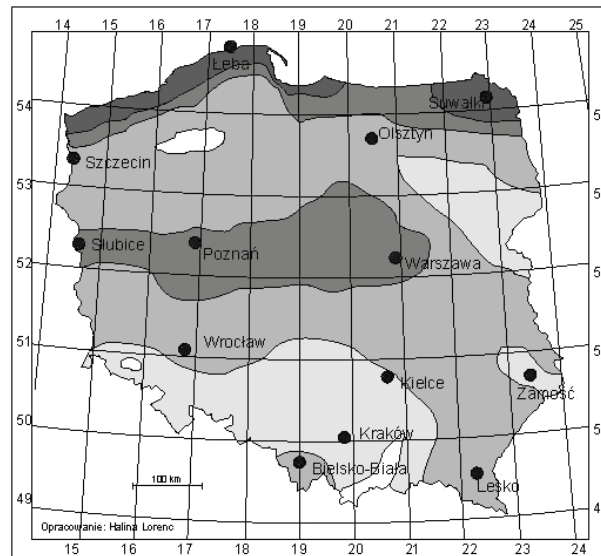 14 15 16 17 18 19 20 21 22 23 24 25
Łeba
54
Suwałki
Olsztyn
Szczecin
53
Słubice
Poznań
52
Warszawa
Wrocław
51
Kielce
Zamość
50
Kraków
Bielsko-Biała
Lesko
100 km
49
Opracowanie: Halina Lorenc
15 16 17 18 19 20 21 22 23 24